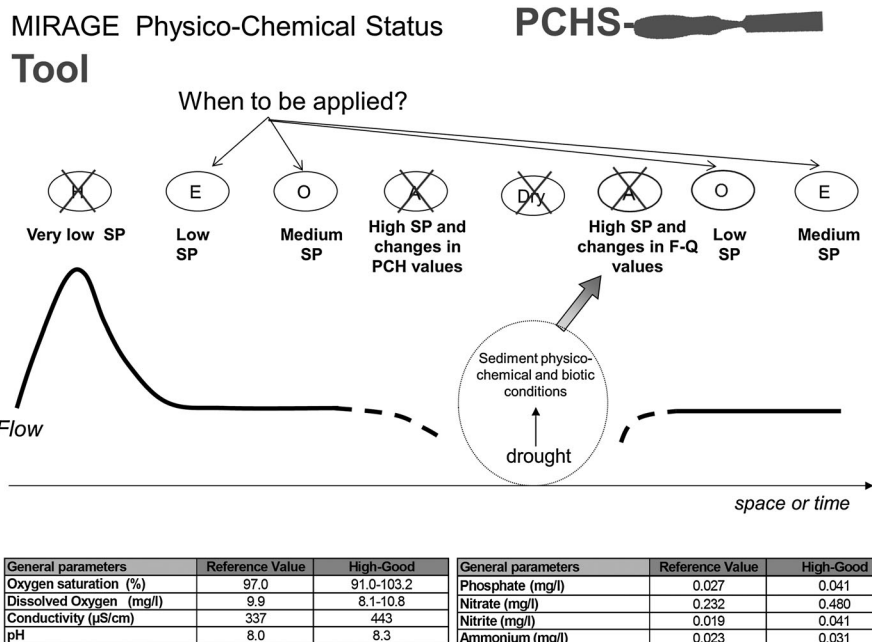 MIRAGE Physico-Chemical Status
PCHS-
Tool
When to be applied?
H
E
O
A
Dry
A
O
E
Very low SP
Low
SP
Medium
SP
High SP and
changes in
PCH values
High SP and
changes in F-Q
values
Low
SP
Medium
SP
Sediment physico-
chemical and biotic
conditions
drought
Flow
space or time
General parameters Reference Value High-Good
Oxygen saturation (%) 97.0 91.0-103.2
Dissolved Oxygen (mg/l) 9.9 8.1-10.8
Conductivity (µS/cm) 337 443
pH 8.0 8.3
General parameters Reference Value High-Good
Phosphate (mg/l) 0.027 0.041
Nitrate (mg/l) 0.232 0.480
Nitrite (mg/l) 0.019 0.041
Ammonium (mg/l) 0.023 0.031